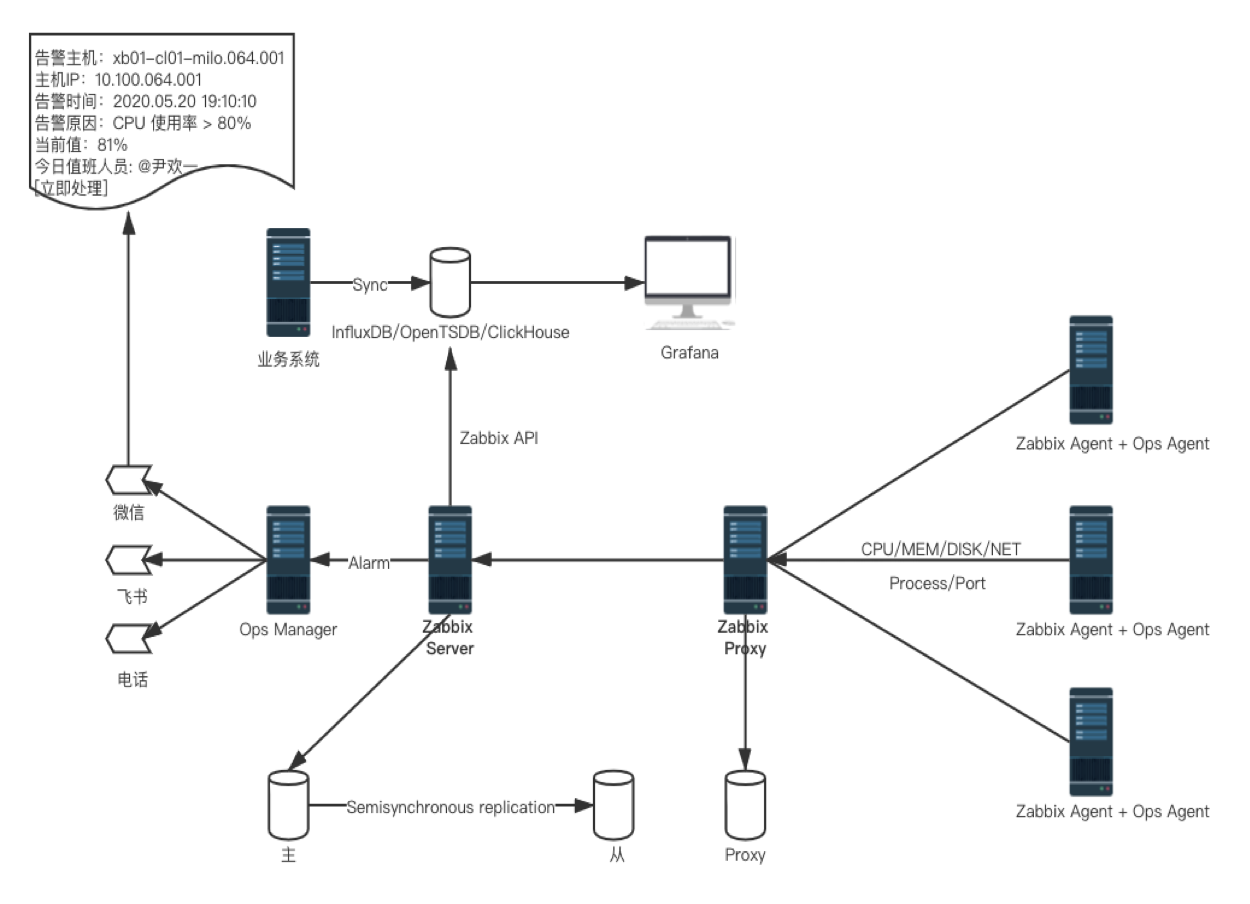 告警主机：xb01-cl01-milo.064.001
主机IP：10.100.064.001
告警时间：2020.05.20 19:10:10
告警原因：CPU 使用率 > 80%
当前值：81%
今日值班人员: @尹欢一
[立即处理]
Sync
InfluxDB/OpenTSDB/ClickHouse
业务系统
Grafana
Zabbix API
Zabbix Agent + Ops Agent
微信
Alarm
CPU/MEM/DISK/NET
Process/Port
飞书
Ops Manager
Zabbix
Server
Zabbix
Proxy
Zabbix Agent + Ops Agent
电话
Semisynchronous replication
Zabbix Agent + Ops Agent
主
从
Proxy